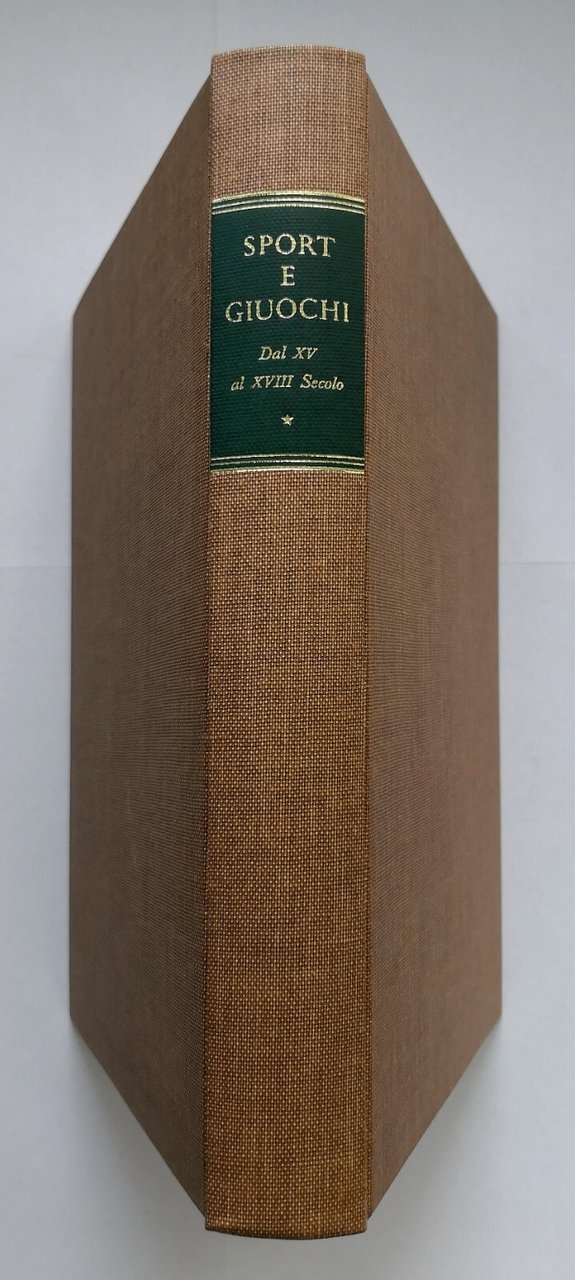 SPORT
E
GIUOCHI
Dal XV
al XVIII Secolo